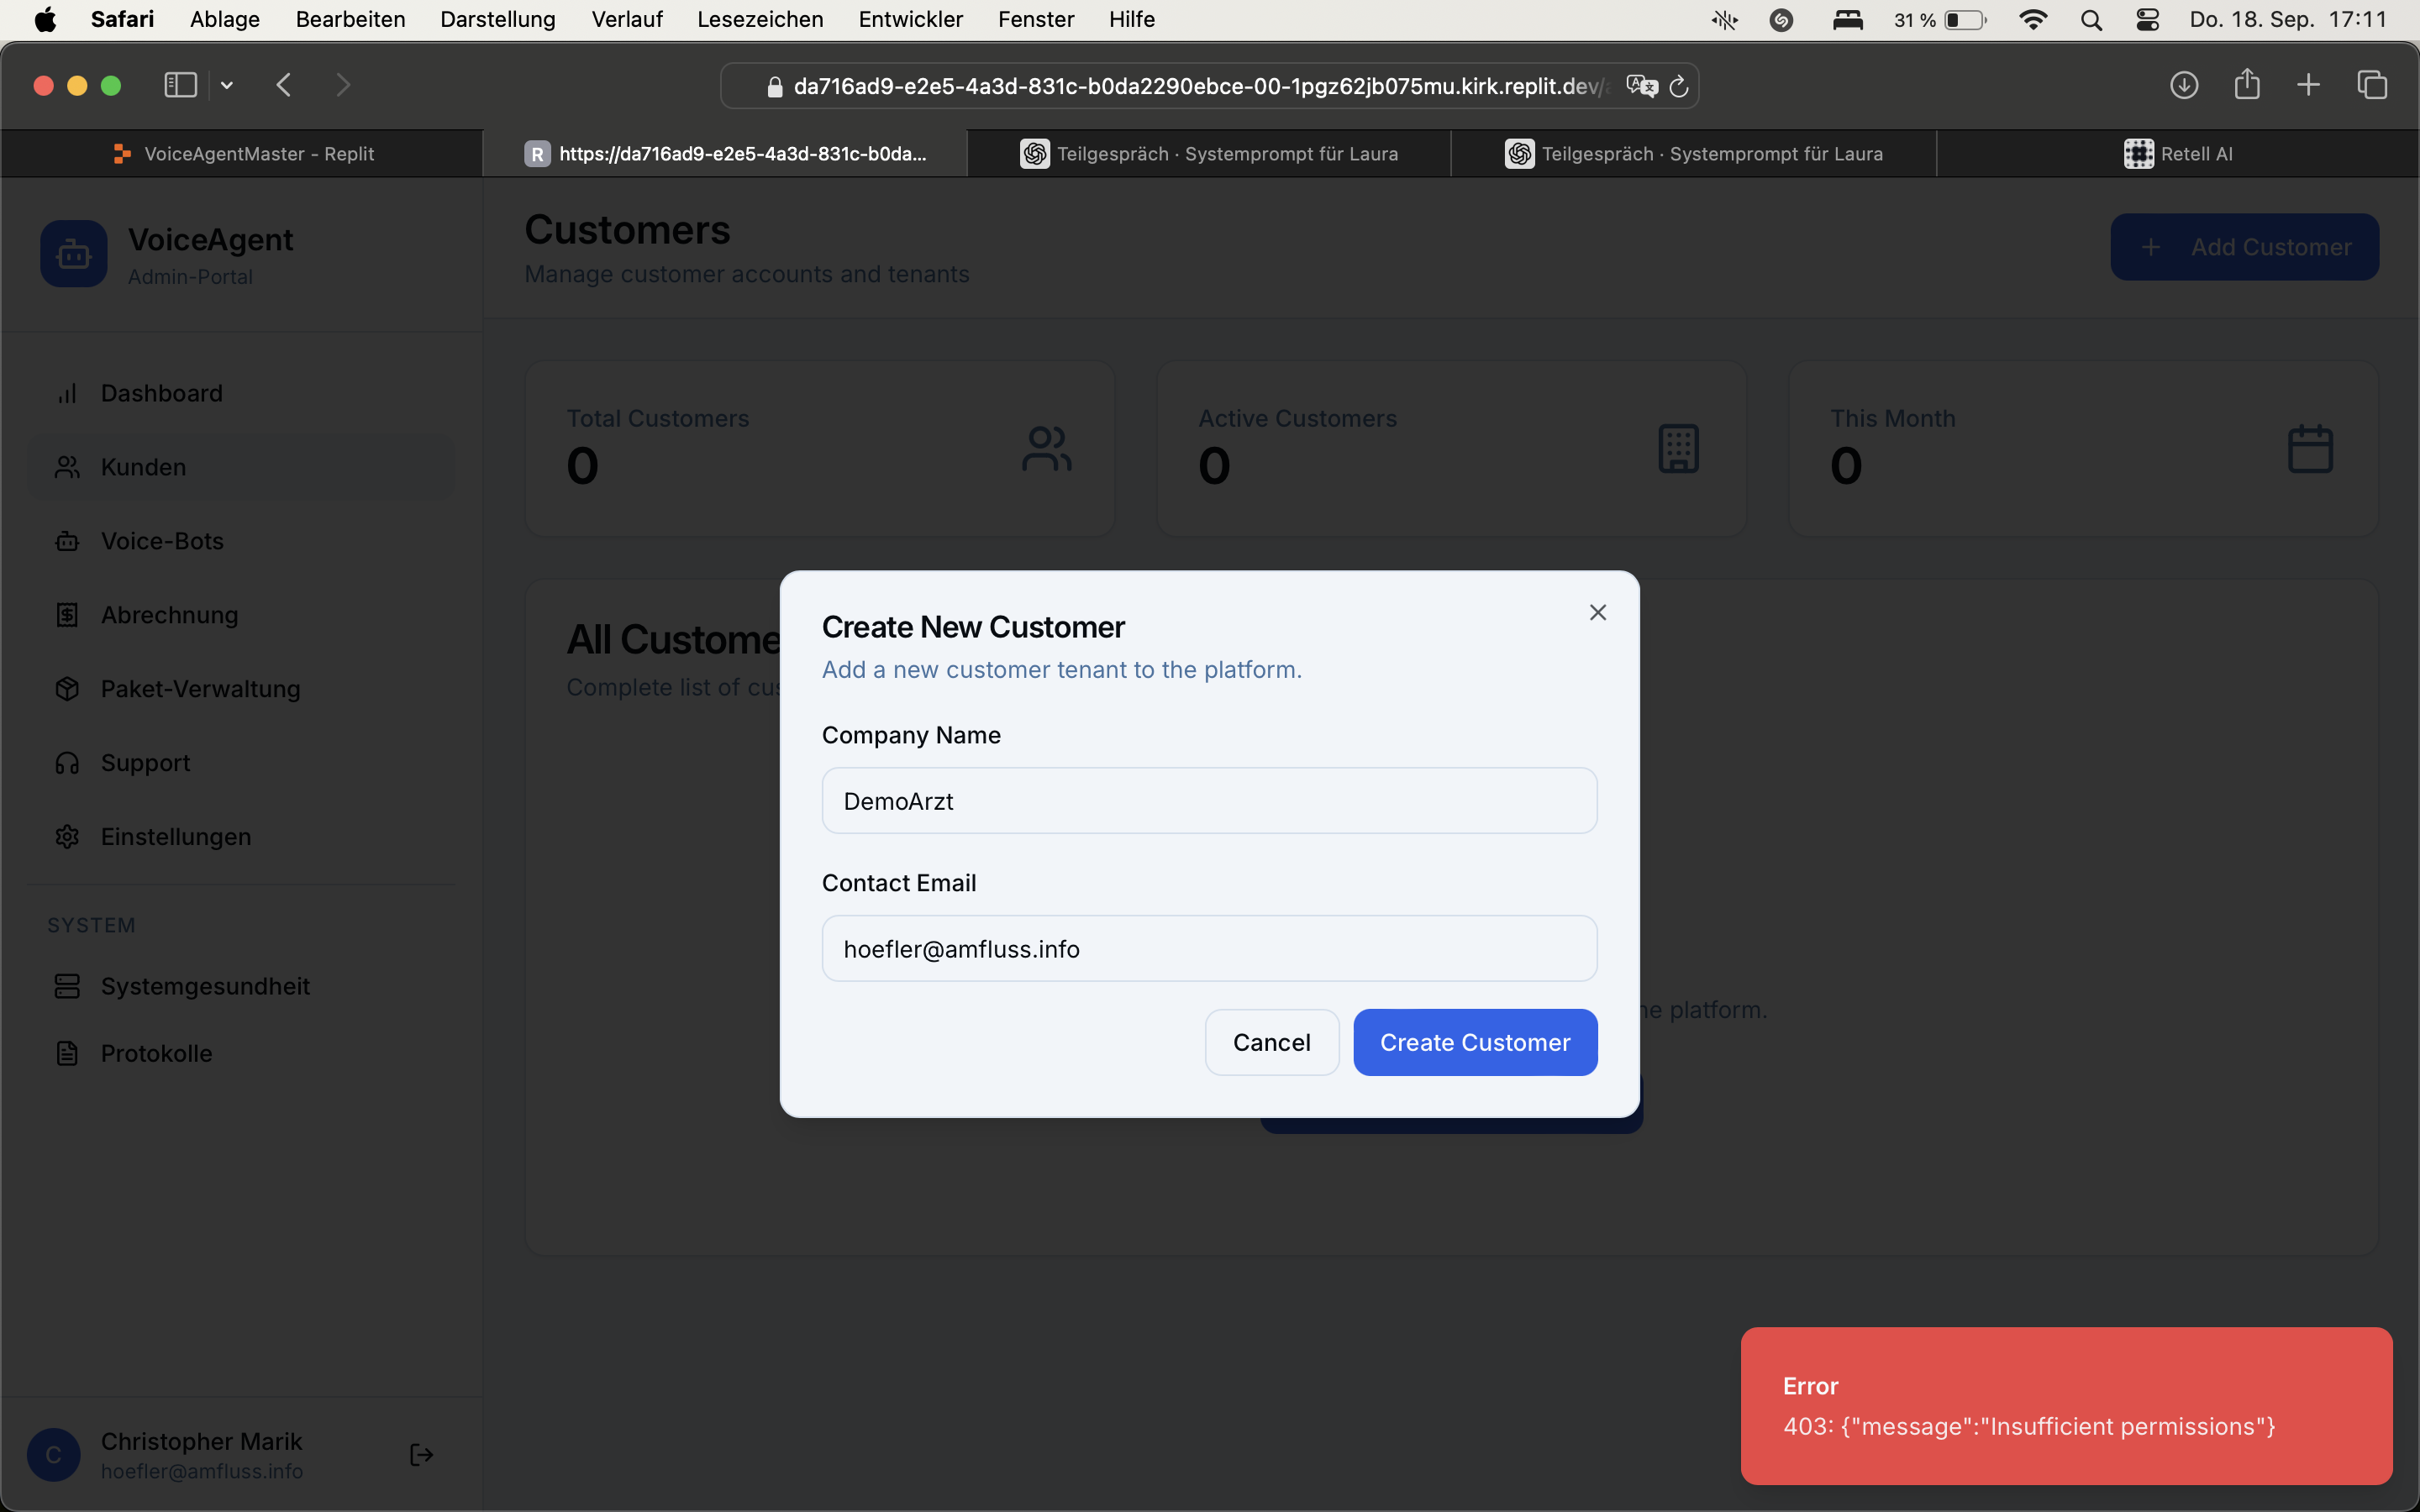 Safari Ablage Bearbeiten Darstellung Verlauf Lesezeichen Entwickler Fenster Hilfe 31 % Do. 18. Sep. 17:11
da716ad9-e2e5-4a3d-831c-b0da2290ebce-00-1pgz62jb075mu.kirk.replit.dev/
VoiceAgentMaster - Replit
R https://da716ad9-e2e5-4a3d-831c-b0da...
Teilgespräch · Systemprompt für Laura
Teilgespräch · Systemprompt für Laura
Retell AI
VoiceAgent
Admin-Portal
Dashboard
Kunden
Voice-Bots
Abrechnung
Paket-Verwaltung
Support
Einstellungen
SYSTEM
Systemgesundheit
Protokolle
C
Christopher Marik
hoefler@amfluss.info
Customers
Manage customer accounts and tenants
+ Add Customer
Total Customers
0
Active Customers
0
This Month
0
All Custome
Complete list of cus
he platform.
Create New Customer
Add a new customer tenant to the platform.
Company Name
DemoArzt
Contact Email
hoefler@amfluss.info
Cancel
Create Customer
Error
403: {"message":"Insufficient permissions"}